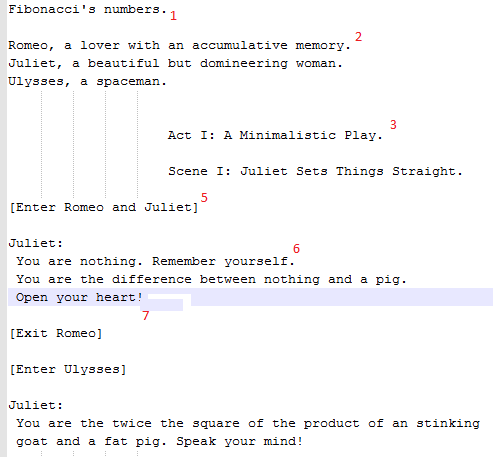 Fibonacci's numbers. 1
Romeo, a lover with an accumulative memory. 2
Juliet, a beautiful but domineering woman.
Ulysses, a spaceman.
Act I: A Minimalistic Play. 3
Scene I: Juliet Sets Things Straight.
[Enter Romeo and Juliet] 5
Juliet:
You are nothing. Remember yourself. 6
You are the difference between nothing and a pig.
Open your heart!
7
[Exit Romeo]
[Enter Ulysses]
Juliet:
You are the twice the square of the product of an stinking
goat and a fat pig. Speak your mind!